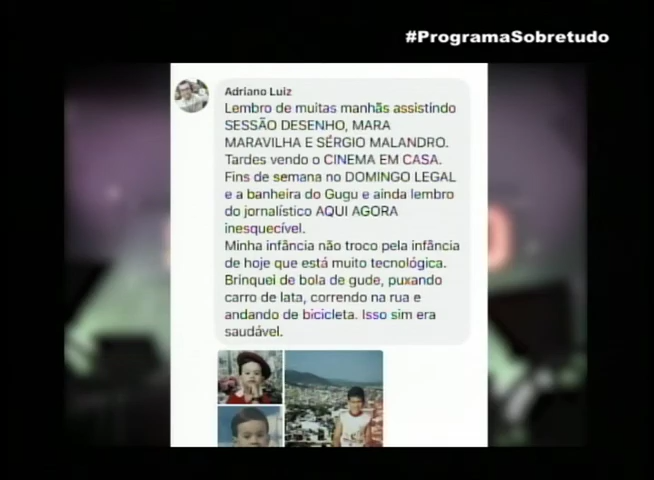 #ProgramaSobretudo
Adriano Luiz
Lembro de muitas manhãs assistindo
SESSÃO DESENHO, MARA
MARAVILHA E SÉRGIO MALANDRO.
Tardes vendo o CINEMA EM CASA.
Fins de semana no DOMINGO LEGAL
e a banheira do Gugu e ainda lembro
do jornalístico AQUI AGORA
inesquecível.
Minha infância não troco pela infância
de hoje que está muito tecnológica.
Brinquei de bola de gude, puxando
carro de lata, correndo na rua e
andando de bicicleta. Isso sim era
saudável.